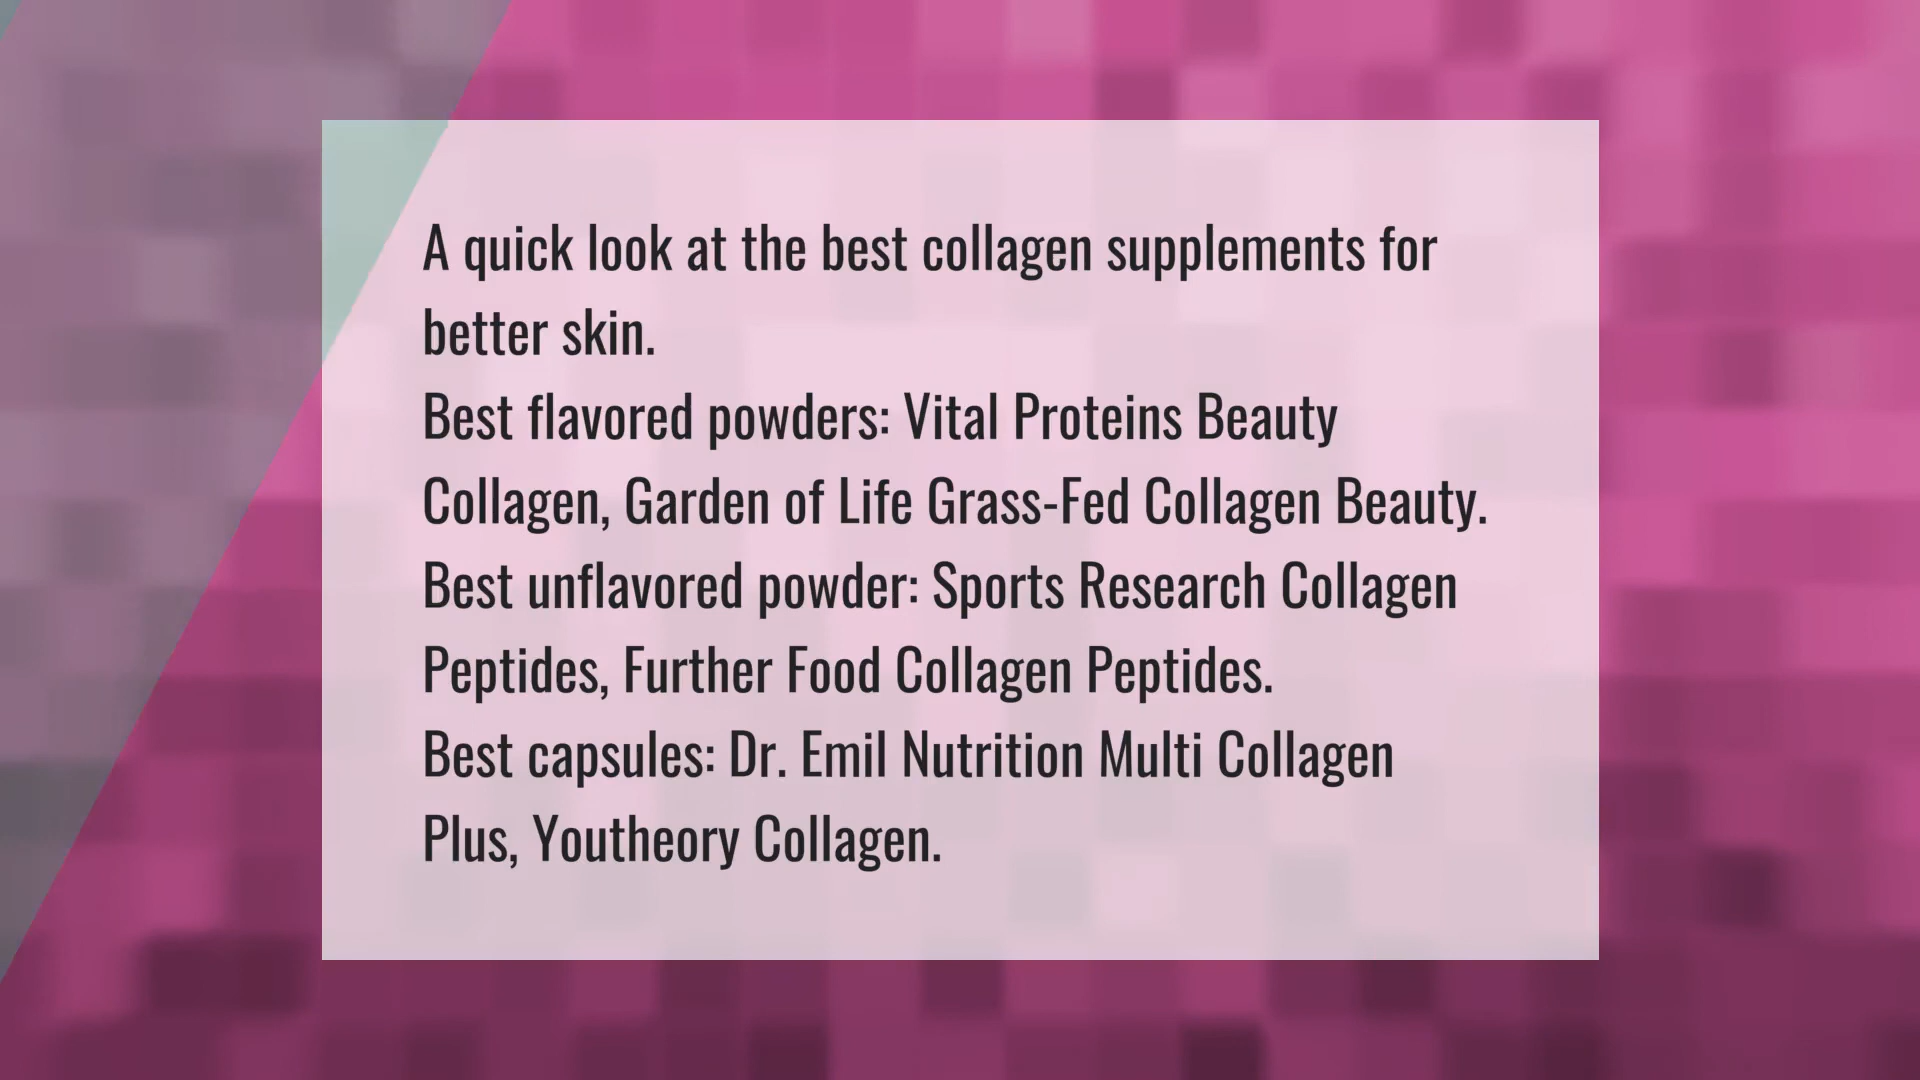 A quick look at the best collagen supplements for
better skin.
Best flavored powders: Vital Proteins Beauty
Collagen, Garden of Life Grass-Fed Collagen Beauty.
Best unflavored powder: Sports Research Collagen
Peptides, Further Food Collagen Peptides.
Best capsules: Dr. Emil Nutrition Multi Collagen
Plus, Youtheory Collagen.